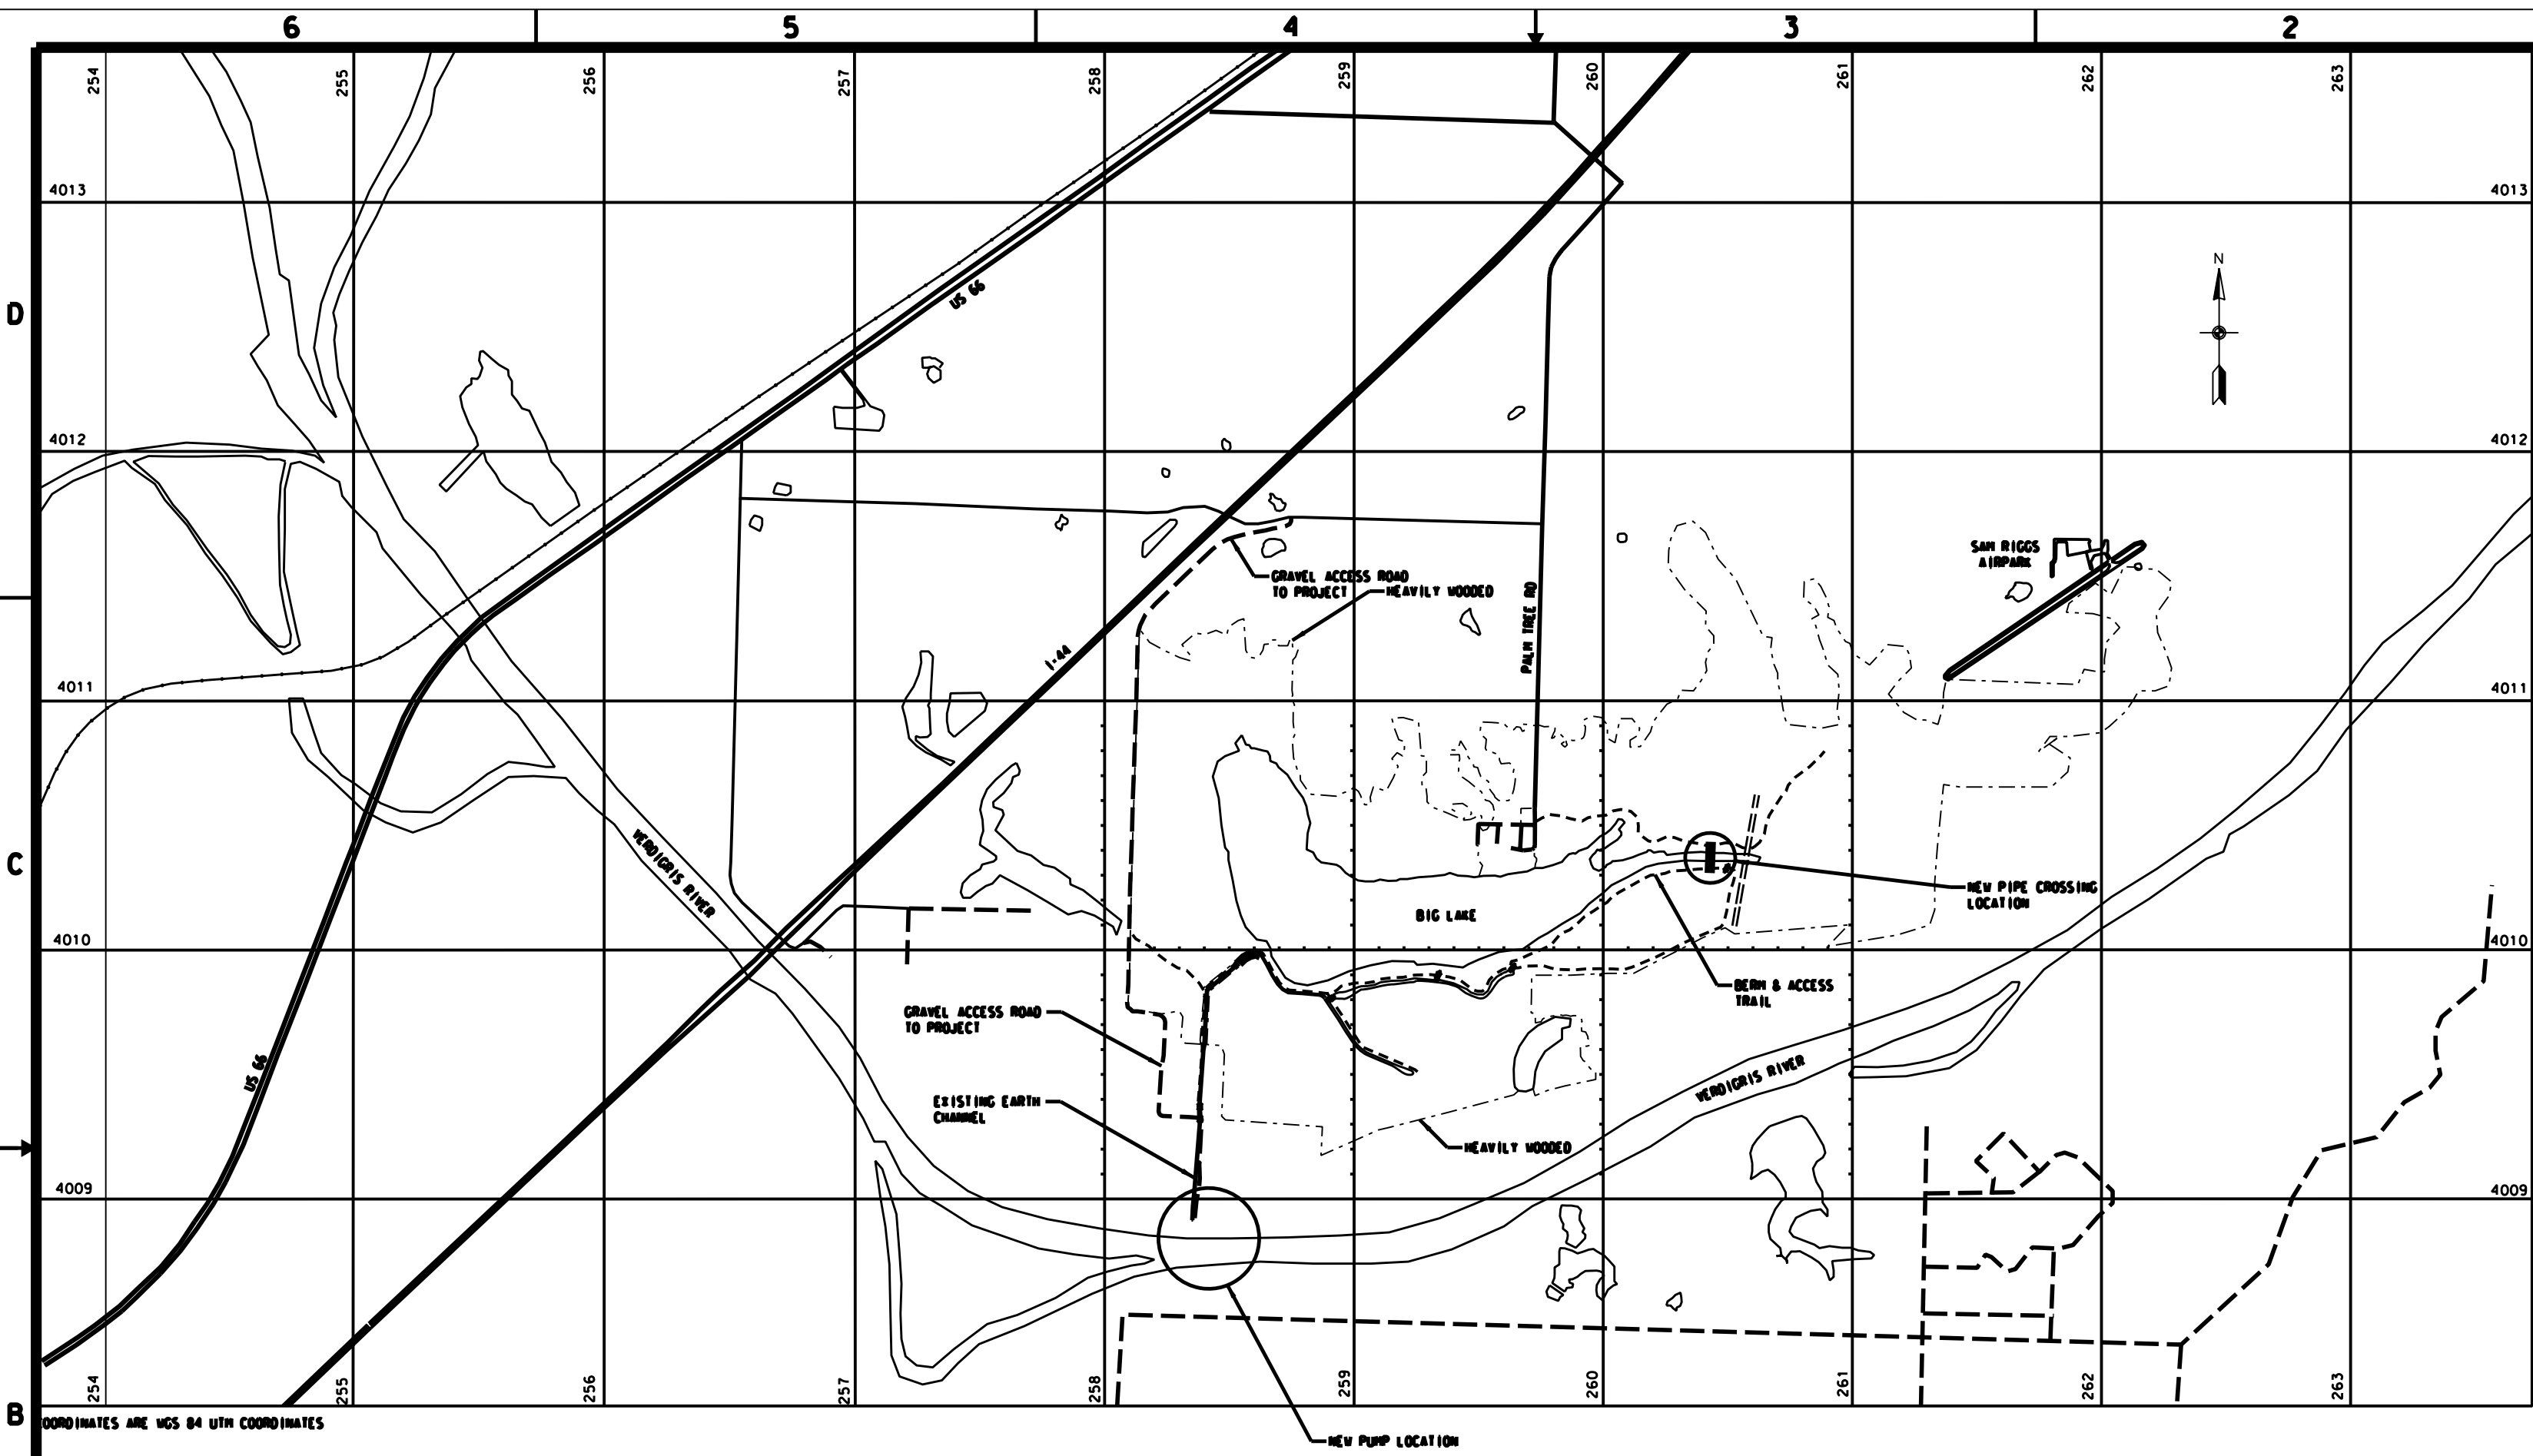 6 5 4 3 2
254 255 256 257 258 259 260 261 262 263
4013 4013
N
D
US 66
4012 4012
SAM RIGGS
AIRPARK
GRAVEL ACCESS ROAD
TO PROJECT
HEAVILY WOODED
PALM TREE RD
I-44
4011 4011
VERDIGRIS RIVER
C
NEW PIPE CROSSING
LOCATION
BIG LAKE
4010 4010
BERM & ACCESS
TRAIL
GRAVEL ACCESS ROAD
TO PROJECT
US 66
VERDIGRIS RIVER
EXISTING EARTH
CHANNEL
HEAVILY WOODED
4009 4009
254 255 256 257 258 259 260 261 262 263
B
OORDINATES ARE WGS 84 UTM COORDINATES
NEW PUMP LOCATION